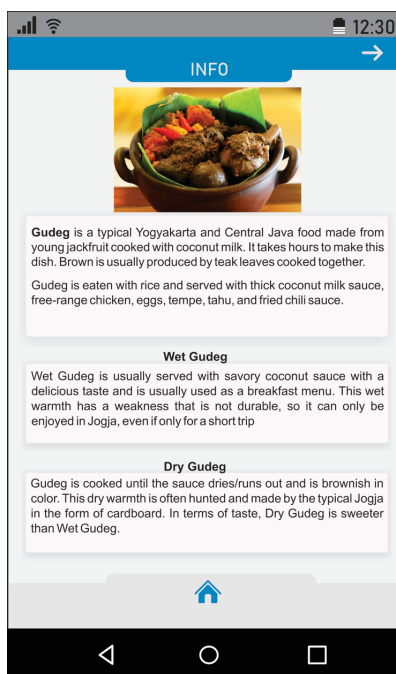 12:30
INFO
Gudeg is a typical Yogyakarta and Central Java food made from
young jackfruit cooked with coconut milk. It takes hours to make this
dish. Brown is usually produced by teak leaves cooked together.
Gudeg is eaten with rice and served with thick coconut milk sauce,
free-range chicken, eggs, tempe, tahu, and fried chili sauce.
Wet Gudeg
Wet Gudeg is usually served with savory coconut sauce with a
delicious taste and is usually used as a breakfast menu. This wet
warmth has a weakness that is not durable, so it can only be
enjoyed in Jogja, even if only for a short trip
Dry Gudeg
Gudeg is cooked until the sauce dries/runs out and is brownish in
color. This dry warmth is often hunted and made by the typical Jogja
in the form of cardboard. In terms of taste, Dry Gudeg is sweeter
than Wet Gudeg.